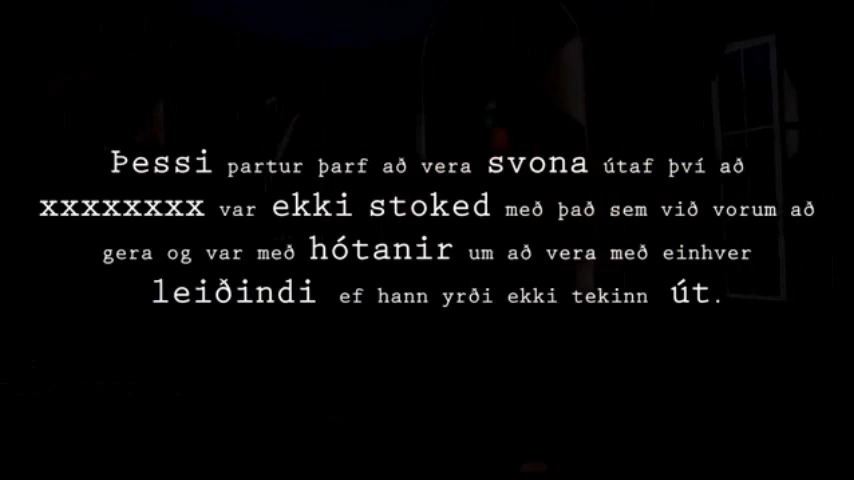 Þessi partur þarf að vera svona útaf því að
xxxxxxxx var ekki stoked með það sem við vorum að
gera og var með hótanir um að vera með einhver
leiðindi ef hann yrði ekki tekinn út.